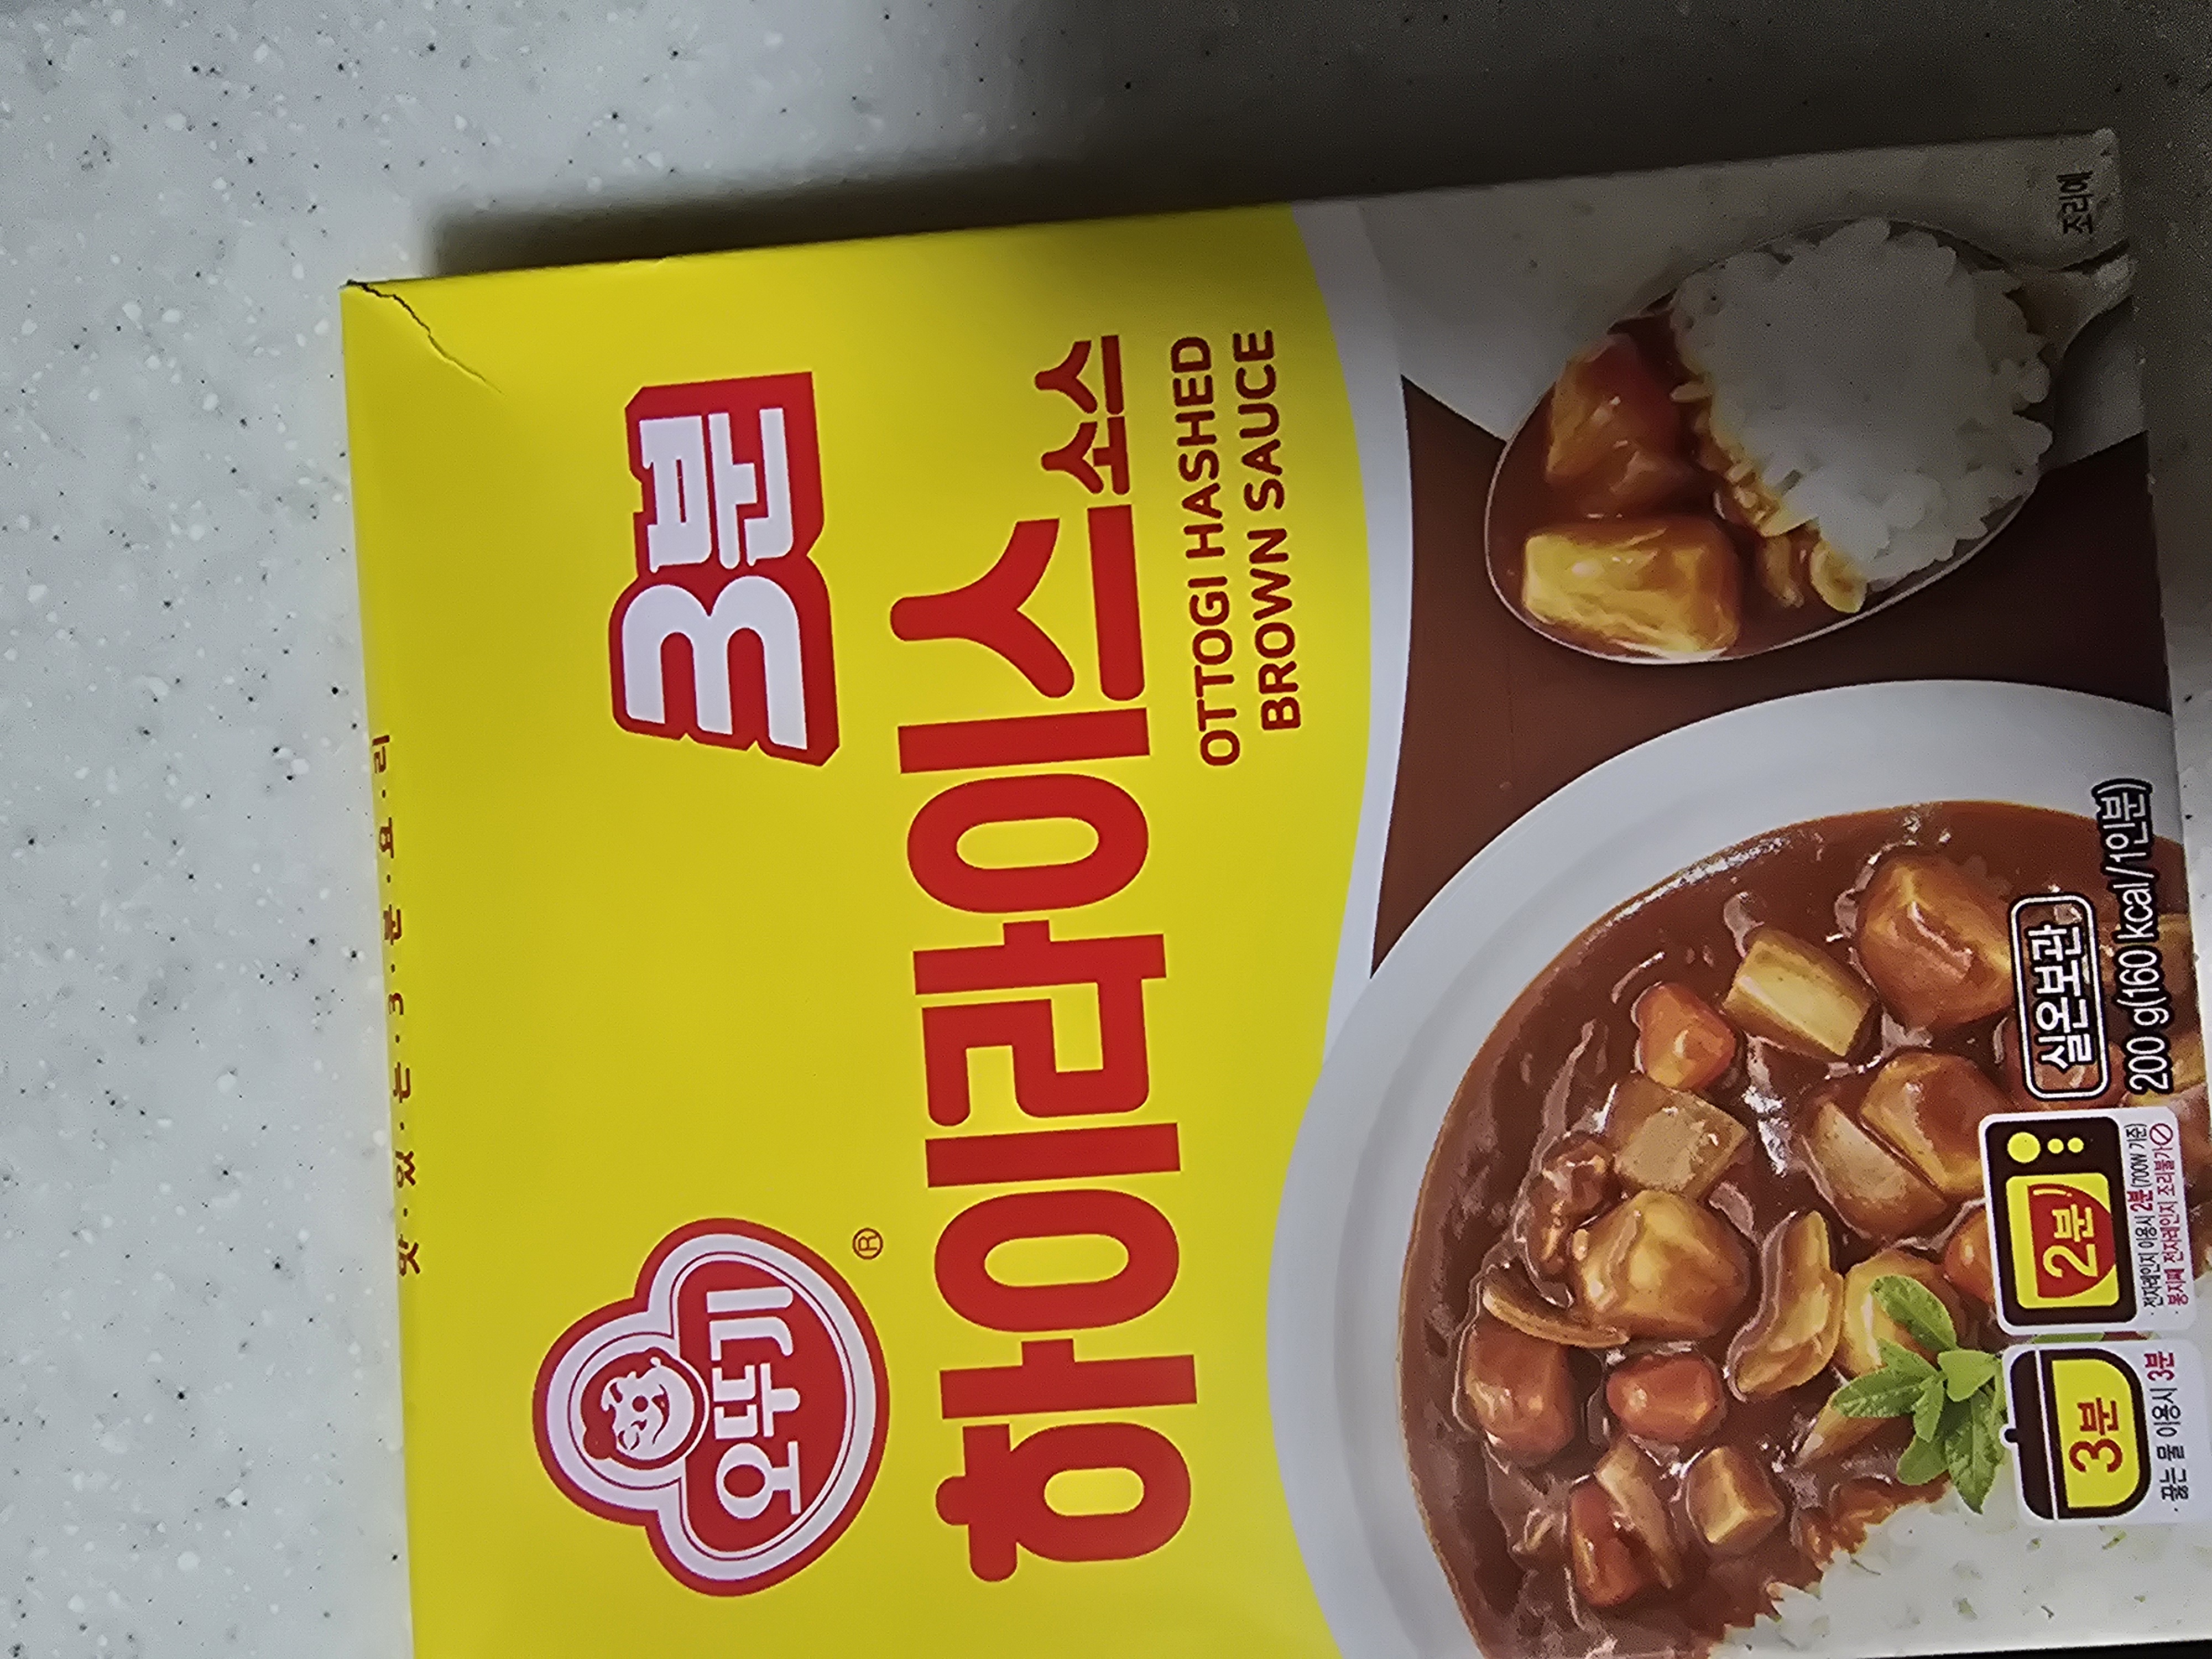 맛·있·는·3·분·요·리
오뚜기
®
3분
하이라이스 소스
OTTOGI HASHED
BROWN SAUCE
조리예
실온보관
200 g(160 kcal/1인분)
3분
· 끓는 물 이용시 3분
2분
· 전자레인지 이용시 2분(700W 기준)
· 봉지째 전자레인지 조리불가